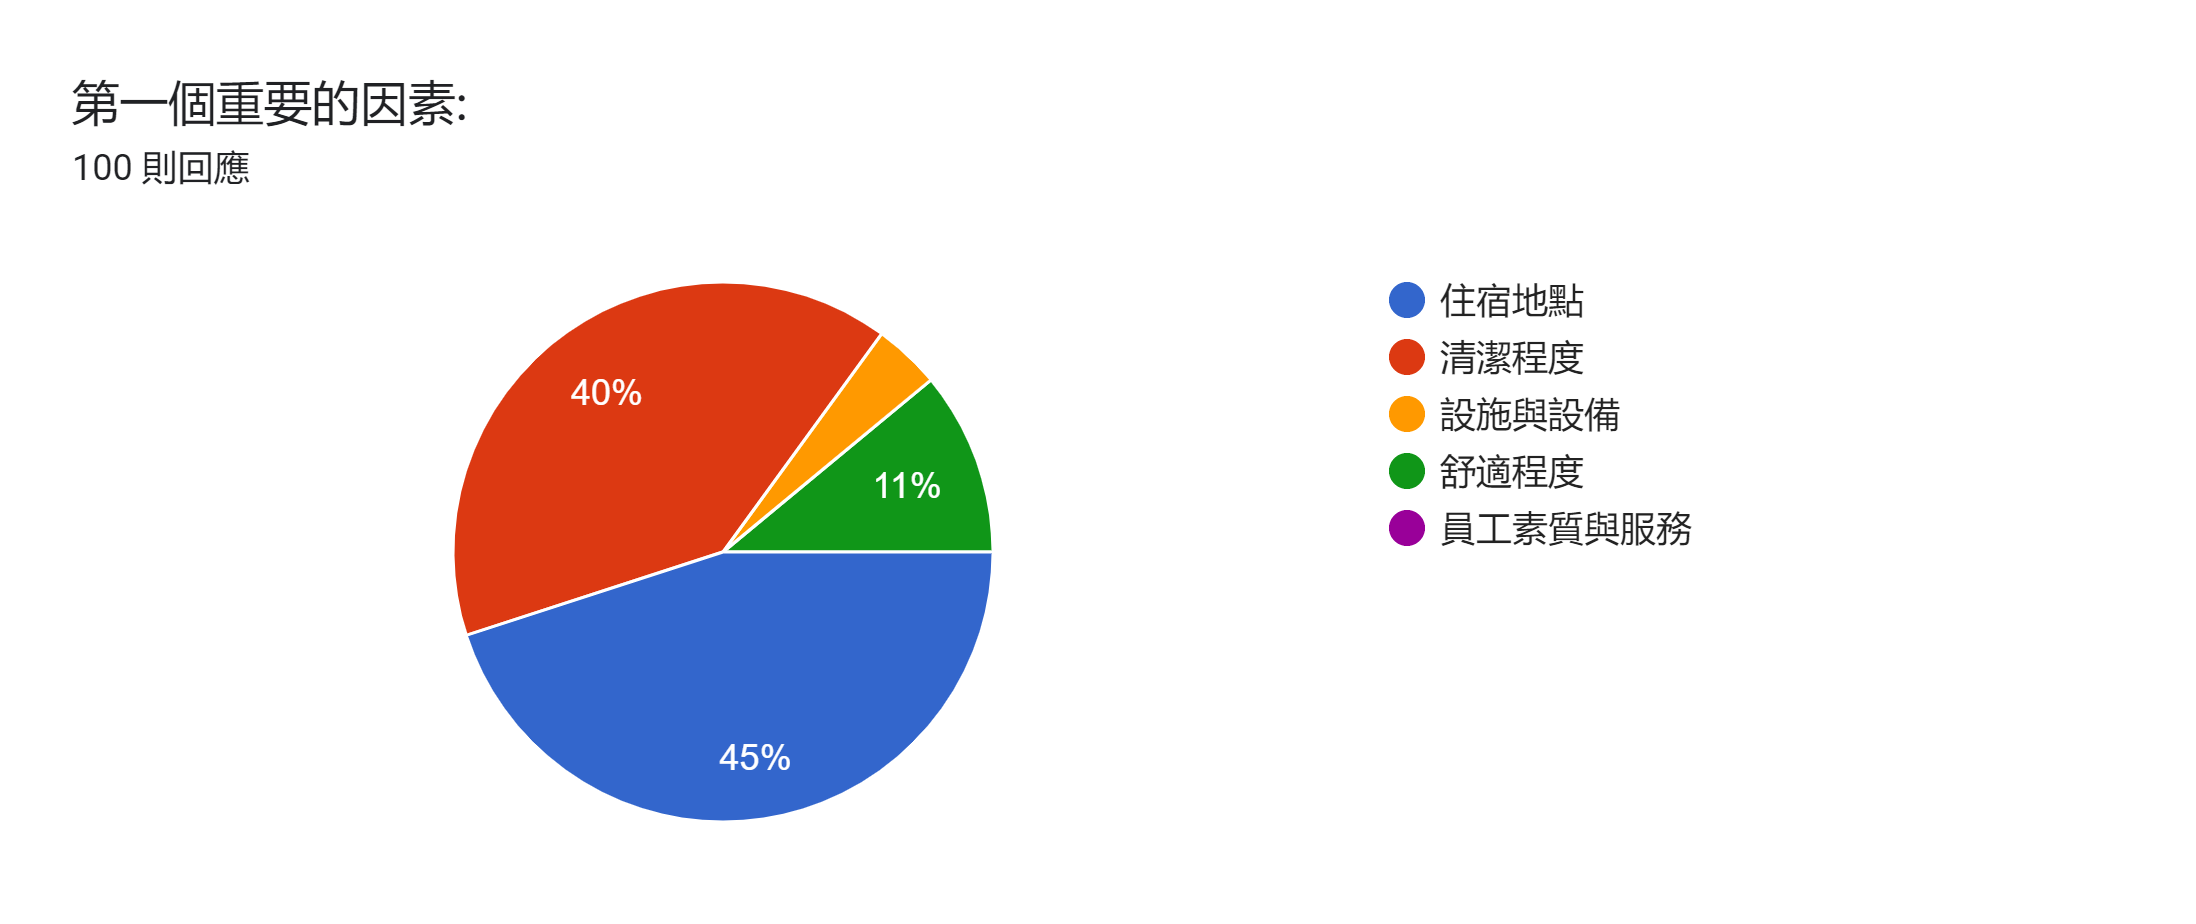 第一個重要的因素:
100 則回應
40%
11%
45%
住宿地點
清潔程度
設施與設備
舒適程度
員工素質與服務